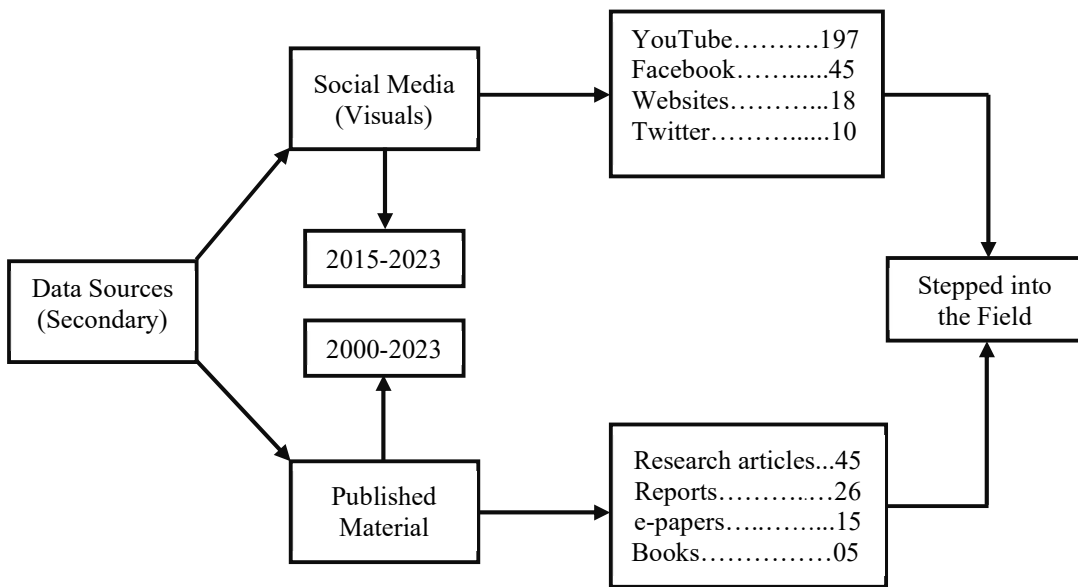 Data Sources
(Secondary)
Social Media
(Visuals)
2015-2023
2000-2023
Published
Material
YouTube……….197
Facebook……......45
Websites………...18
Twitter………......10
Research articles...45
Reports……….…26
e-papers…..……...15
Books……………05
Stepped into
the Field